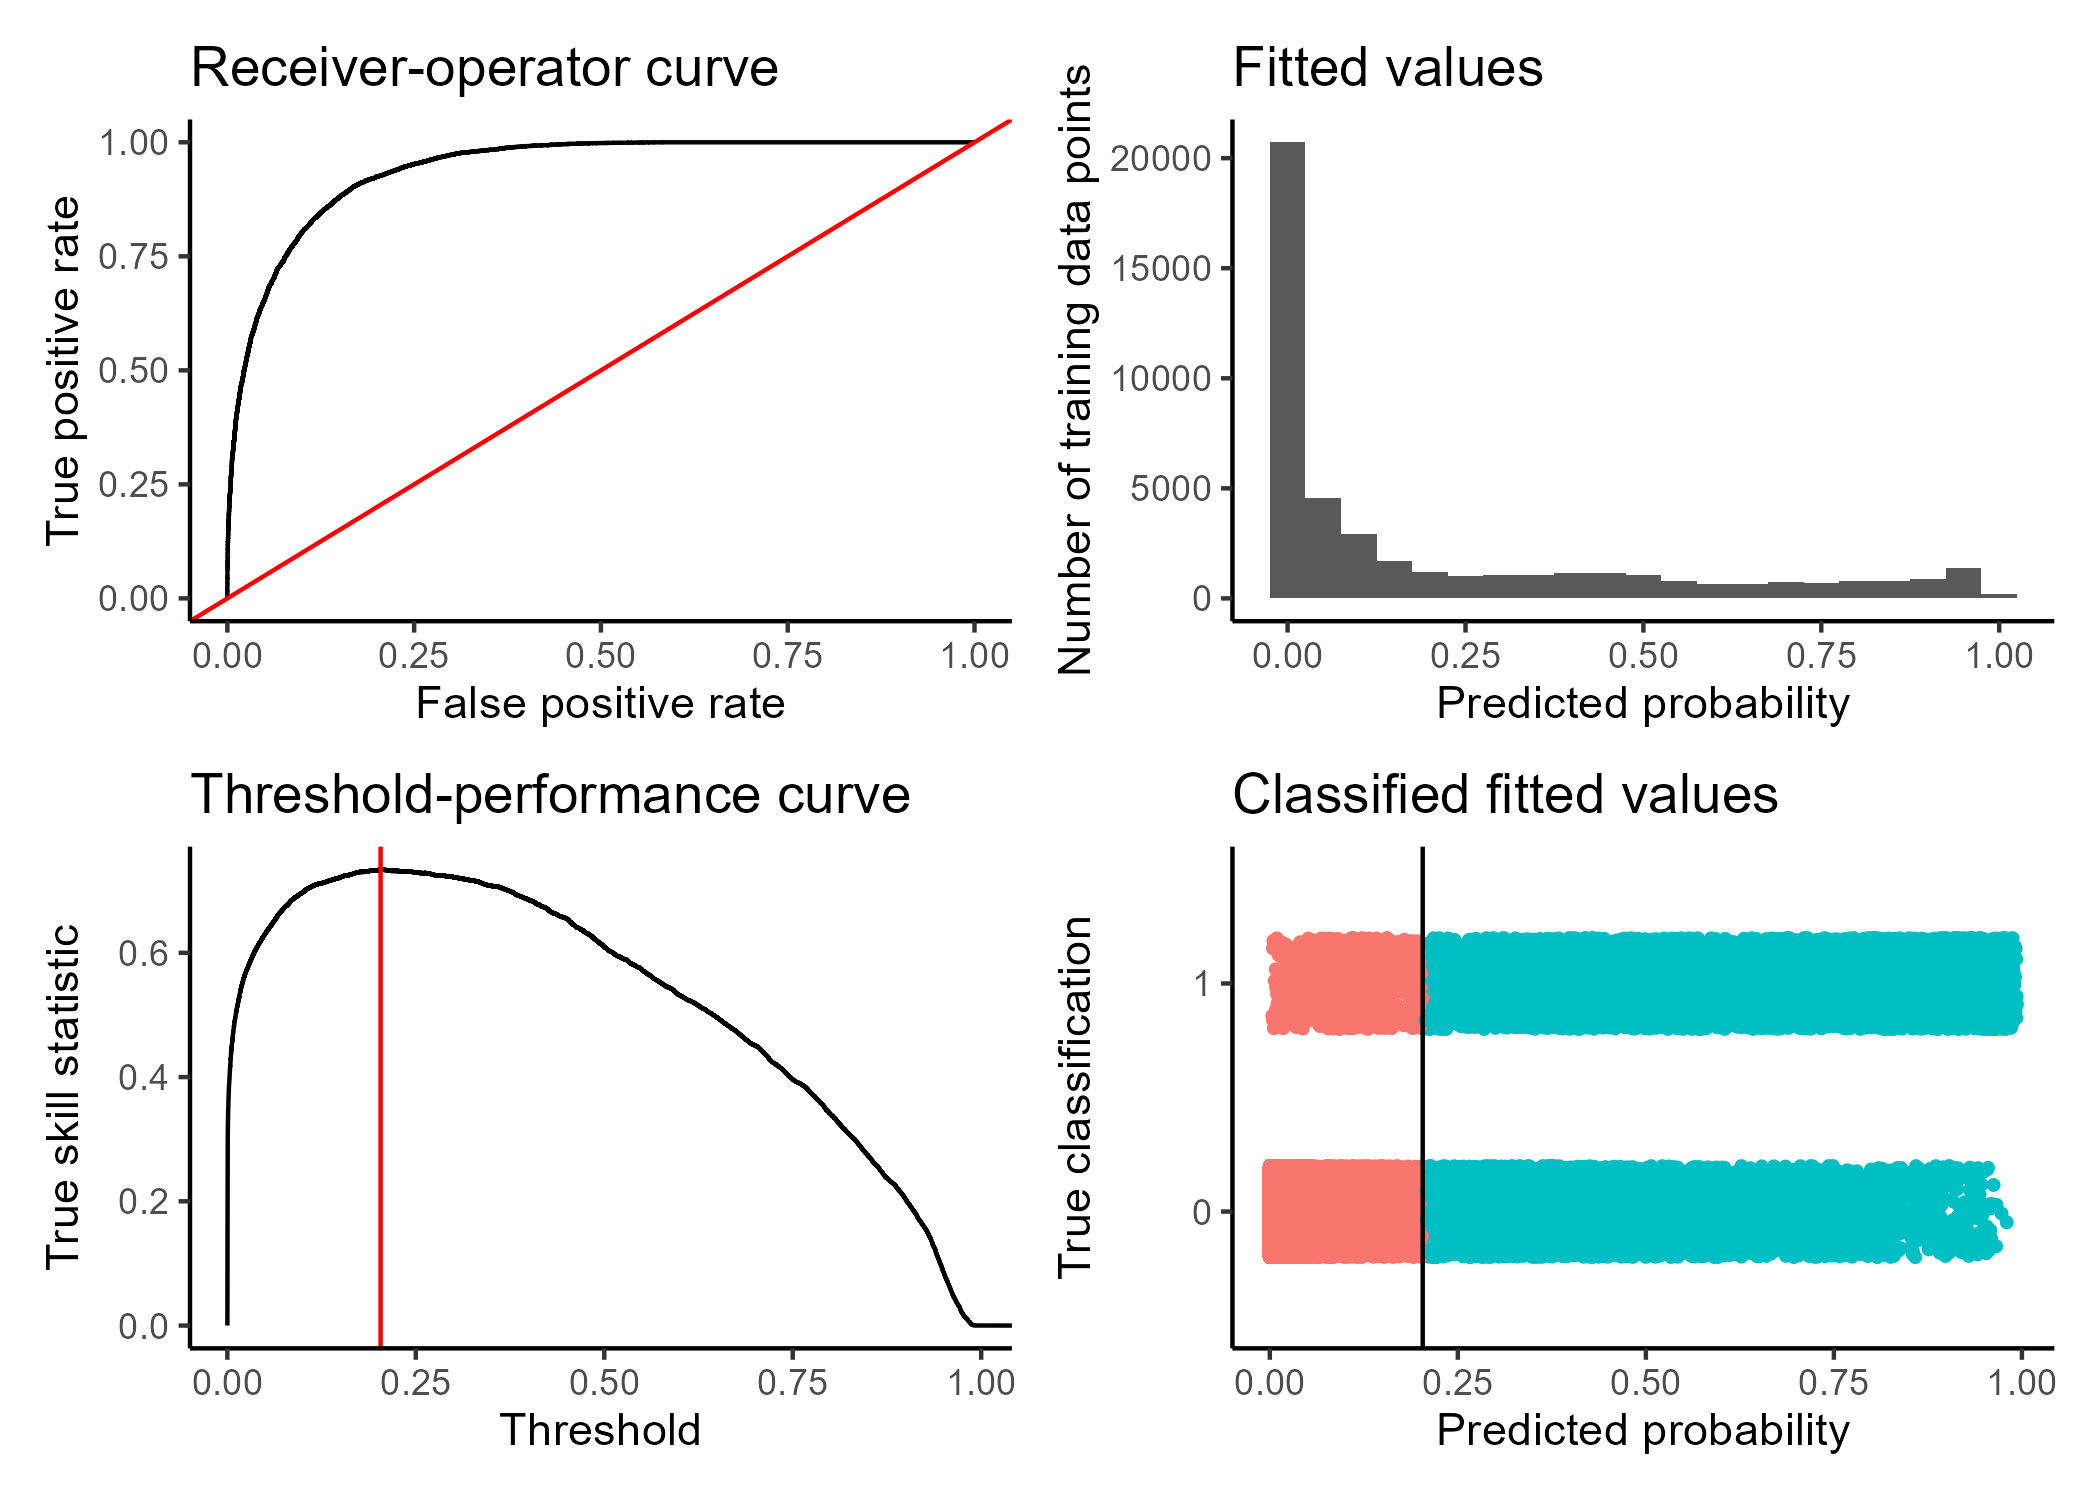 Receiver-operator curve
True positive rate
1.00
0.75
0.50
0.25
0.00
0.00 0.25 0.50 0.75 1.00
False positive rate
Fitted values
Number of training data points
20000
15000
10000
5000
0
0.00 0.25 0.50 0.75 1.00
Predicted probability
Threshold-performance curve
True skill statistic
0.6
0.4
0.2
0.0
0.00 0.25 0.50 0.75 1.00
Threshold
Classified fitted values
True classification
1
0
0.00 0.25 0.50 0.75 1.00
Predicted probability